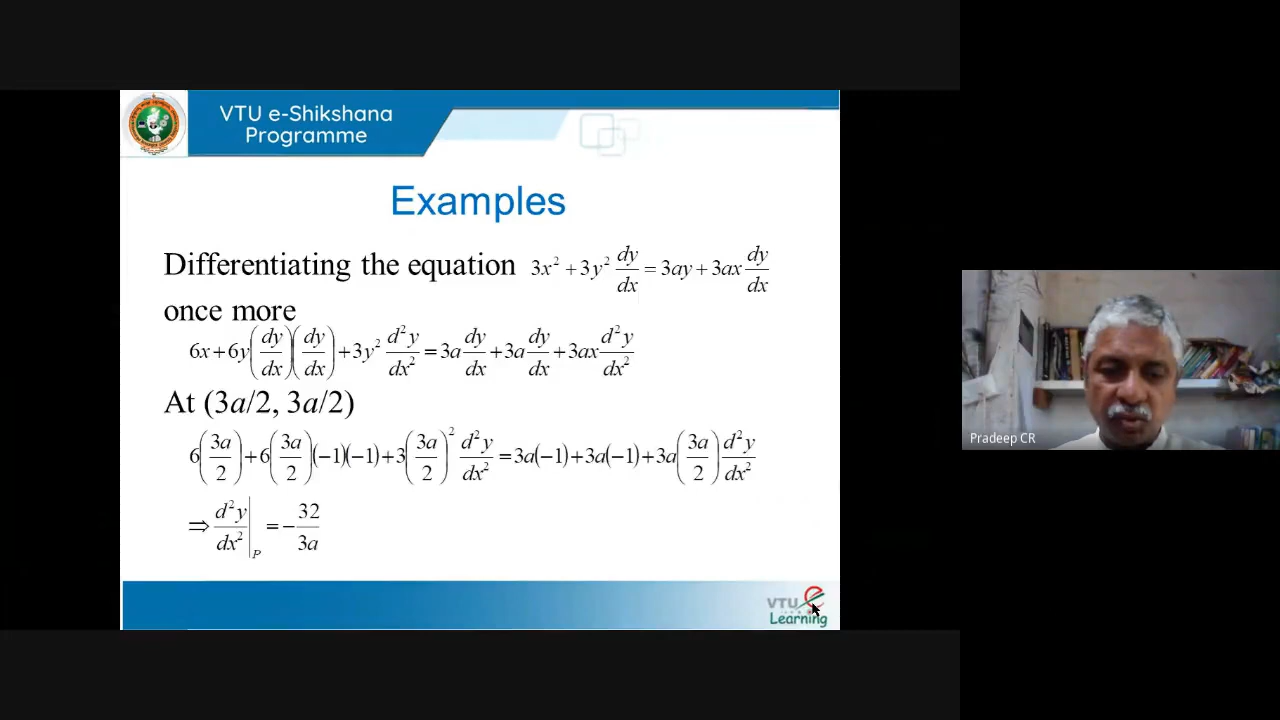 VTU e-Shikshana
Programme
Examples
Differentiating the equation 3x² + 3y² dy/dx = 3ay + 3ax dy/dx
once more
6x + 6y(dy/dx)(dy/dx) + 3y² d²y/dx² = 3a dy/dx + 3a dy/dx + 3ax d²y/dx²
At (3a/2, 3a/2)
6(3a/2) + 6(3a/2)(−1)(−1) + 3(3a/2)² d²y/dx² = 3a(−1) + 3a(−1) + 3a(3a/2) d²y/dx²
⇒ d²y/dx²|P = − 32/3a
Pradeep CR
VTU e
Learning